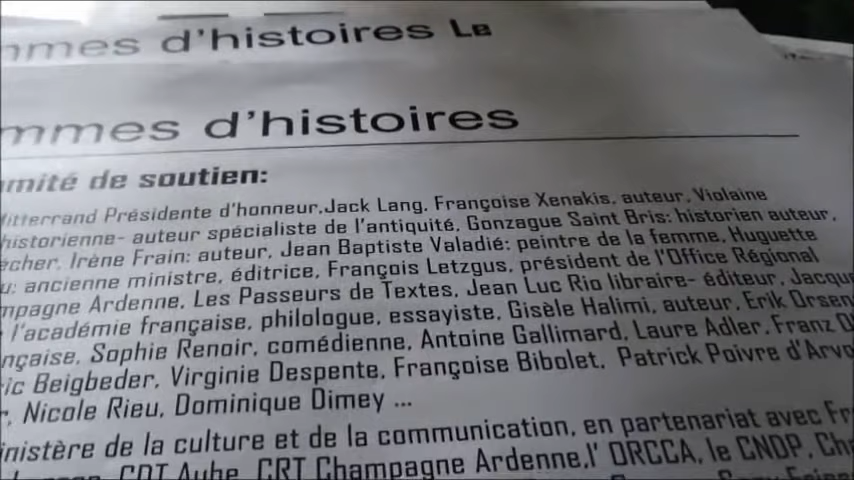 mmes d'histoires Le
mmes d'histoires
mité de soutien:
Mitterrand Présidente d'honneur,Jack Lang, Françoise Xenakis, auteur, Violaine
historienne- auteur spécialiste de l'antiquité, Gonzague Saint Bris: historien auteur,
écher, Irène Frain: auteur, Jean Baptiste Valadié: peintre de la femme, Huguette
u: ancienne ministre, éditrice, François Letzgus, président de l'Office Régional
mpagne Ardenne, Les Passeurs de Textes, Jean Luc Rio libraire- éditeur, Jacque
l'académie française, philologue, essayiste, Gisèle Halimi, auteur, Erik Orsen
nçaise, Sophie Renoir, comédienne, Antoine Gallimard, Laure Adler, Franz O
ric Beigbeder, Virginie Despente, Françoise Bibolet, Patrick Poivre d'Arvo
r, Nicole Rieu, Dominique Dimey ...
inistère de la culture et de la communication, en partenariat avec Fr
CDT Aube, CRT Champagne Ardenne,l' ORCCA, le CNDP, Ch